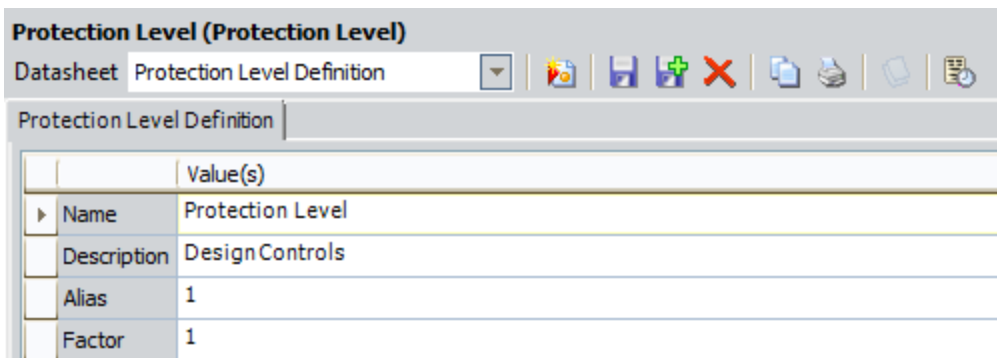 Protection Level (Protection Level)
Datasheet Protection Level Definition
Protection Level Definition
Value(s)
Name Protection Level
Description Design Controls
Alias 1
Factor 1